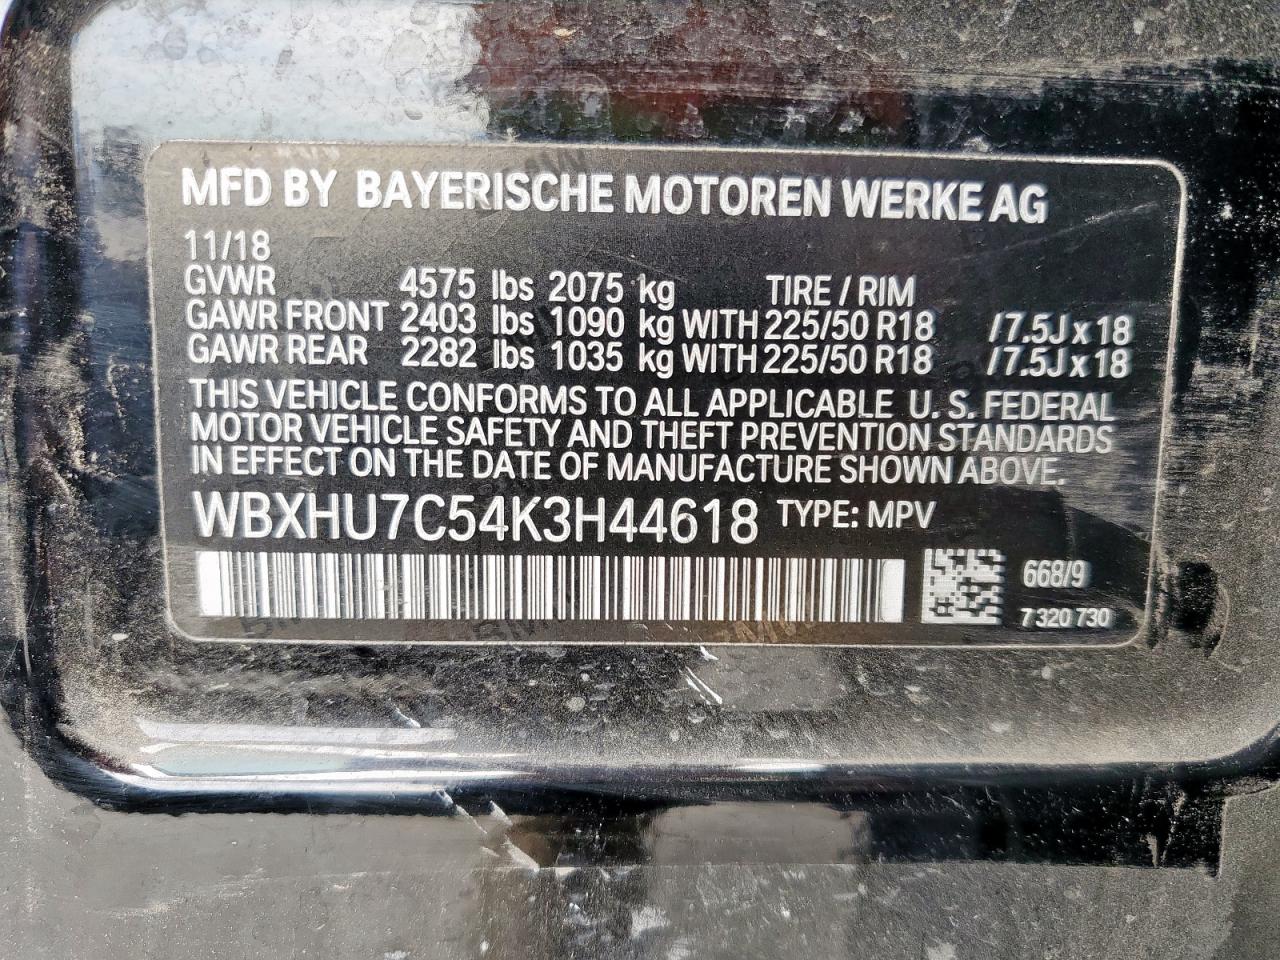 MFD BY BAYERISCHE MOTOREN WERKE AG
11/18
GVWR 4575 lbs 2075 kg TIRE / RIM
GAWR FRONT 2403 lbs 1090 kg WITH 225/50 R18 /7.5J x 18
GAWR REAR 2282 lbs 1035 kg WITH 225/50 R18 /7.5J x 18
THIS VEHICLE CONFORMS TO ALL APPLICABLE U. S. FEDERAL
MOTOR VEHICLE SAFETY AND THEFT PREVENTION STANDARDS
IN EFFECT ON THE DATE OF MANUFACTURE SHOWN ABOVE.
WBXHU7C54K3H44618 TYPE: MPV
668/9
7 320 730